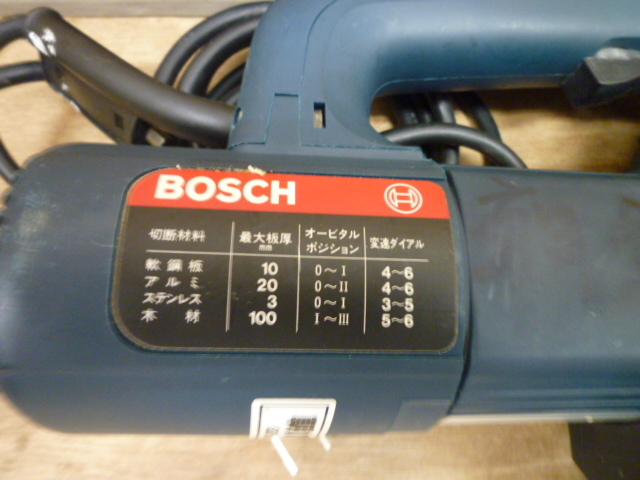 BOSCH
切断材料 最大板厚 mm オービタル ポジション 変速ダイアル
軟鋼板 10 0〜I 4〜6
アルミ 20 0〜II 4〜6
ステンレス 3 0〜I 3〜5
木材 100 I〜III 5〜6